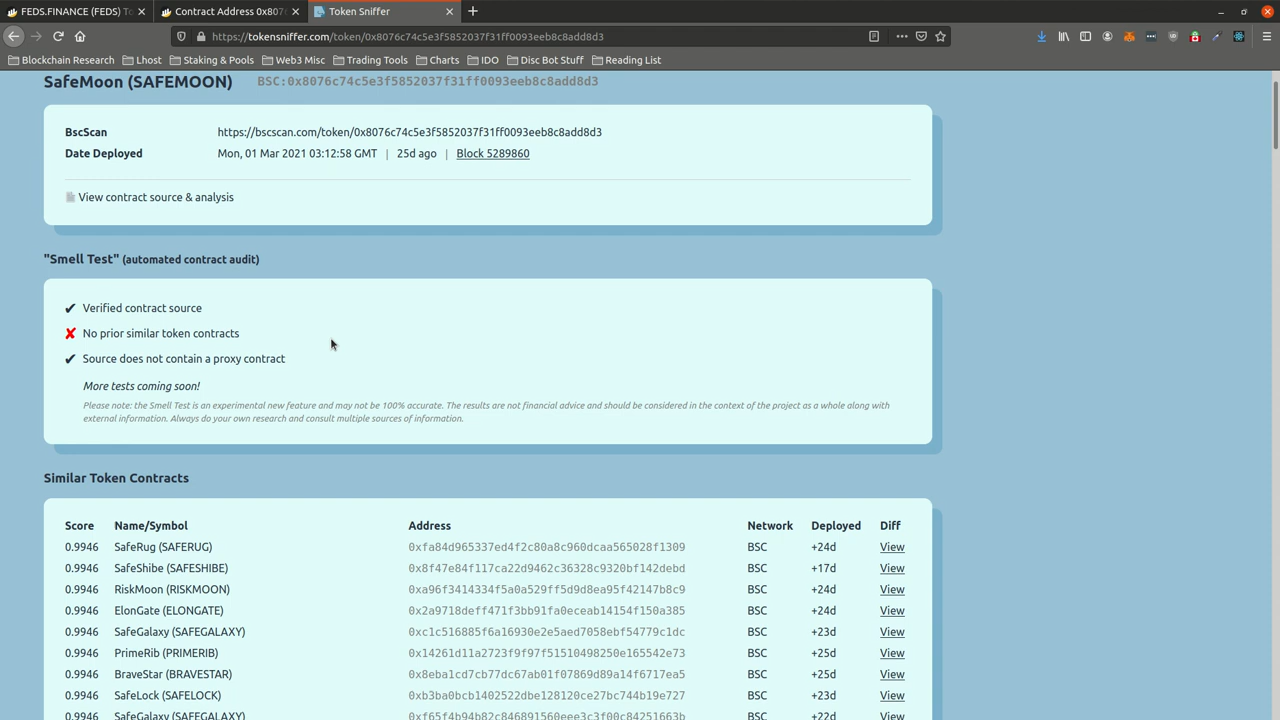 FEDS.FINANCE (FEDS) To
Contract Address 0x807
Token Sniffer
https://tokensniffer.com/token/0x8076c74c5e3f5852037f31ff0093eeb8c8add8d3
Blockchain Research Lhost Staking & Pools Web3 Misc Trading Tools Charts IDO Disc Bot Stuff Reading List
SafeMoon (SAFEMOON) BSC:0x8076c74c5e3f5852037f31ff0093eeb8c8add8d3
BscScan https://bscscan.com/token/0x8076c74c5e3f5852037f31ff0093eeb8c8add8d3
Date Deployed Mon, 01 Mar 2021 03:12:58 GMT | 25d ago | Block 5289860
View contract source & analysis
"Smell Test" (automated contract audit)
✔ Verified contract source
✘ No prior similar token contracts
✔ Source does not contain a proxy contract
More tests coming soon!
Please note: the Smell Test is an experimental new feature and may not be 100% accurate. The results are not financial advice and should be considered in the context of the project as a whole along with
external information. Always do your own research and consult multiple sources of information.
Similar Token Contracts
Score Name/Symbol Address Network Deployed Diff
0.9946 SafeRug (SAFERUG) 0xfa84d965337ed4f2c80a8c960dcaa565028f1309 BSC +24d View
0.9946 SafeShibe (SAFESHIBE) 0x8f47e84f117ca22d9462c36328c9320bf142debd BSC +17d View
0.9946 RiskMoon (RISKMOON) 0xa96f3414334f5a0a529ff5d9d8ea95f42147b8c9 BSC +24d View
0.9946 ElonGate (ELONGATE) 0x2a9718deff471f3bb91fa0eceab14154f150a385 BSC +24d View
0.9946 SafeGalaxy (SAFEGALAXY) 0xc1c516885f6a16930e2e5aed7058ebf54779c1dc BSC +23d View
0.9946 PrimeRib (PRIMERIB) 0x14261d11a2723f9f97f51510498250e165542e73 BSC +25d View
0.9946 BraveStar (BRAVESTAR) 0x8eba1cd7cb77dc67ab01f07869d89a14f6717ea5 BSC +25d View
0.9946 SafeLock (SAFELOCK) 0xb3ba0bcb1402522dbe128120ce27bc744b19e727 BSC +23d View
0.9946 SafeGalaxy (SAFEGALAXY) 0xf65f4b94b82c846891560eee3c3f00c84251663b BSC +22d View